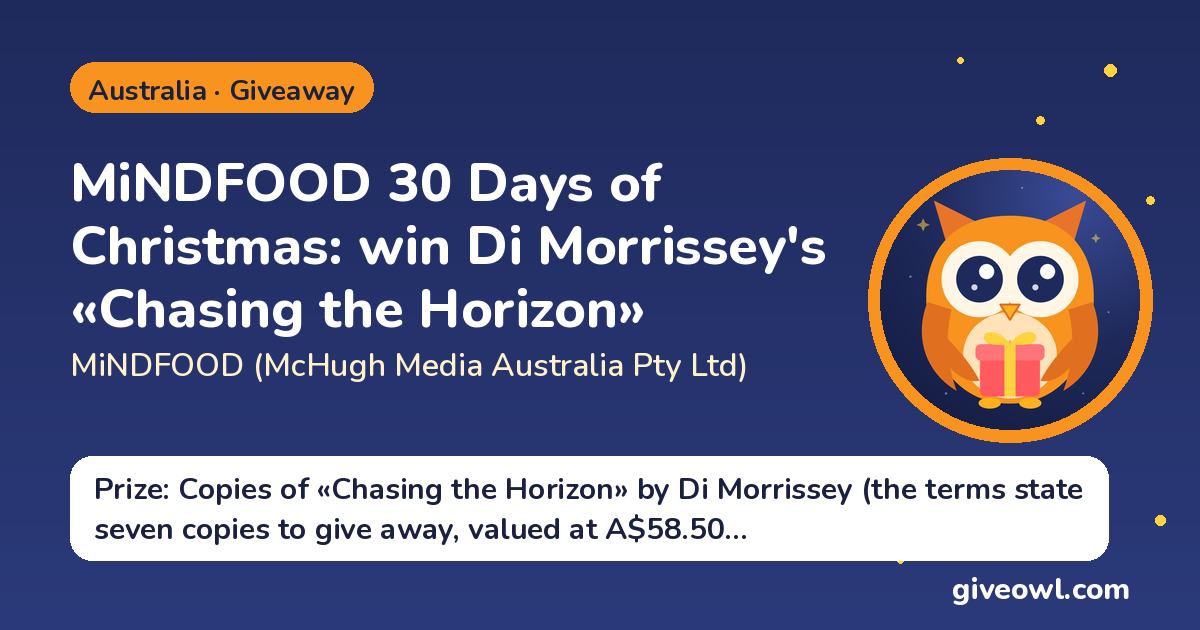 Australia · Giveaway
MiNDFOOD 30 Days of
Christmas: win Di Morrissey's
«Chasing the Horizon»
MiNDFOOD (McHugh Media Australia Pty Ltd)
Prize: Copies of «Chasing the Horizon» by Di Morrissey (the terms state
seven copies to give away, valued at A$58.50...
giveowl.com